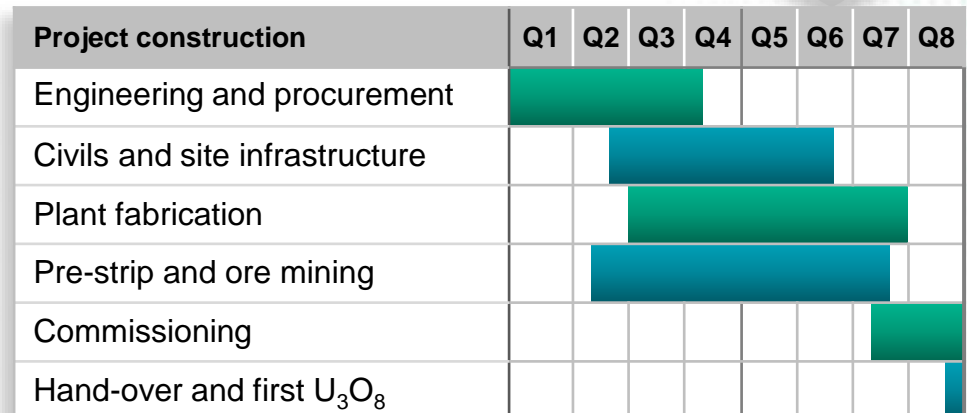 Project construction Q1 Q2 Q3 Q4 Q5 Q6 Q7 Q8
Engineering and procurement
Civils and site infrastructure
Plant fabrication
Pre-strip and ore mining
Commissioning
Hand-over and first U₃O₈